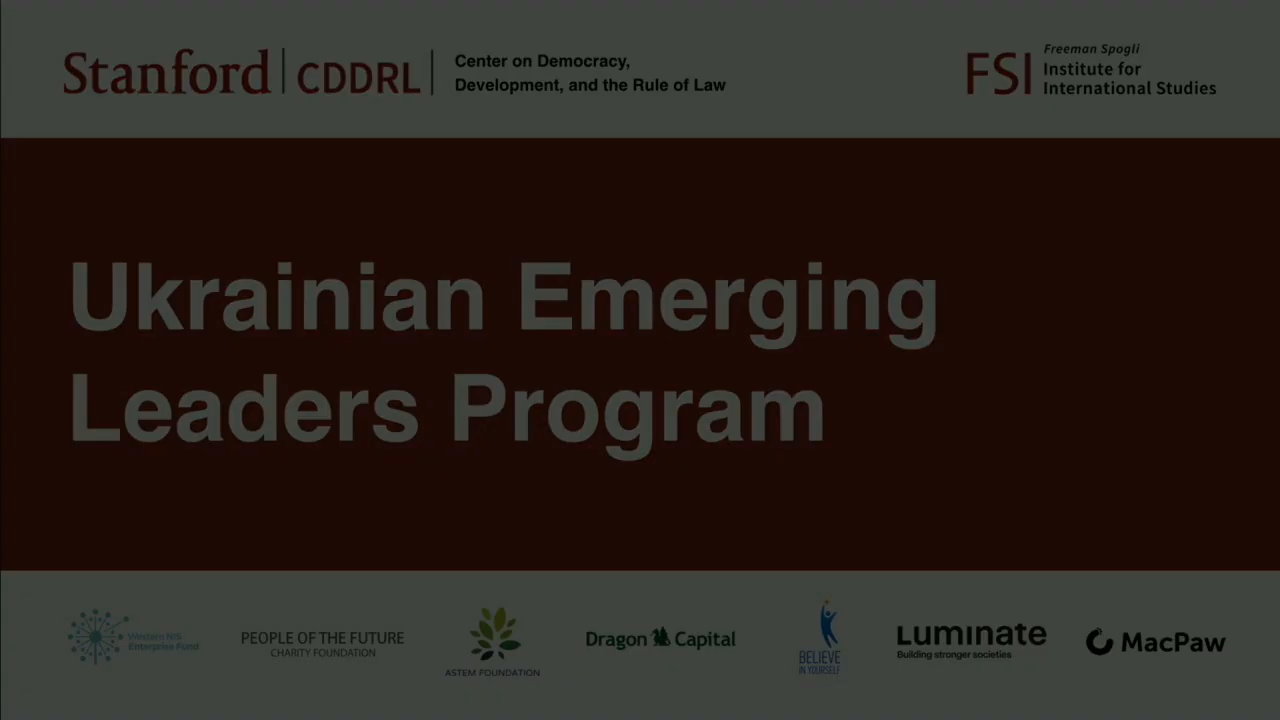 Stanford | CDDRL | Center on Democracy,
Development, and the Rule of Law
FSI Freeman Spogli
Institute for
International Studies
Ukrainian Emerging
Leaders Program
Western NIS
Enterprise Fund
PEOPLE OF THE FUTURE
CHARITY FOUNDATION
ASTEM FOUNDATION
Dragon Capital
BELIEVE
IN YOURSELF
Luminate
Building stronger societies
MacPaw